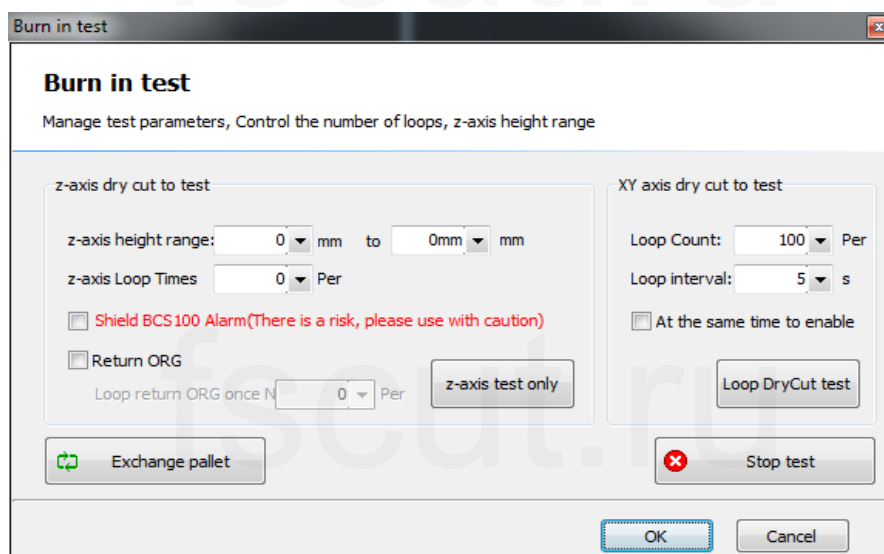 Burn in test
Burn in test
Manage test parameters, Control the number of loops, z-axis height range
z-axis dry cut to test
z-axis height range: 0 mm to 0mm mm
z-axis Loop Times 0 Per
Shield BCS100 Alarm(There is a risk, please use with caution)
Return ORG
Loop return ORG once N 0 Per
z-axis test only
XY axis dry cut to test
Loop Count: 100 Per
Loop interval: 5 s
At the same time to enable
Loop DryCut test
Exchange pallet
Stop test
OK
Cancel
fscut.ru
fscut.ru